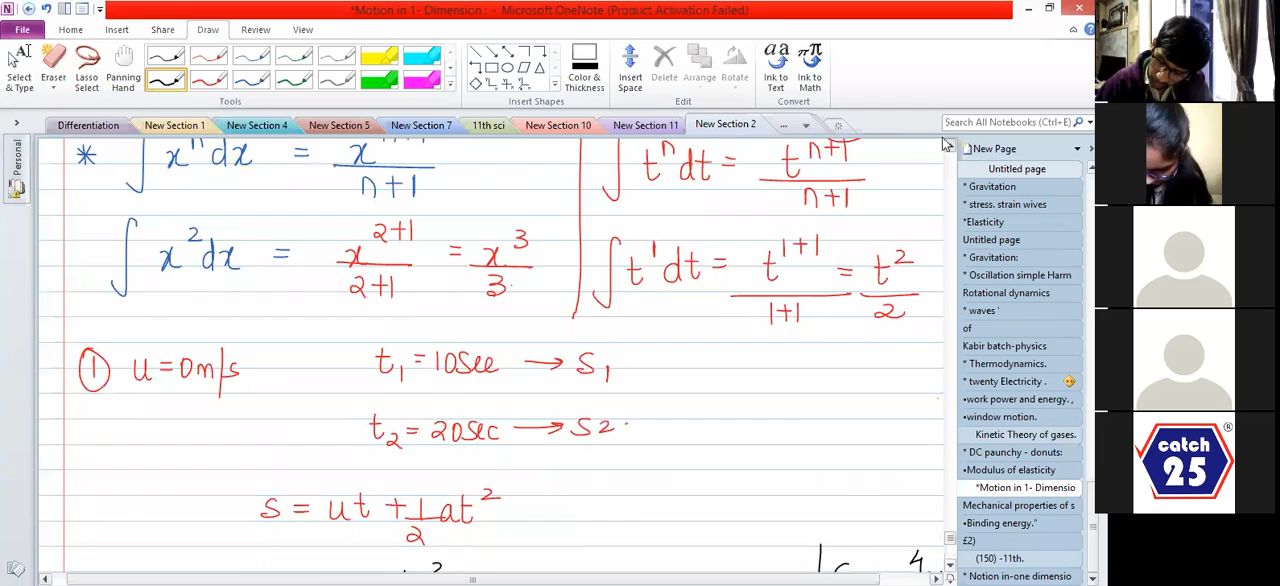 *Motion in 1- Dimension : - Microsoft OneNote (Product Activation Failed)
File Home Insert Share Draw Review View
Select & Type
Eraser
Lasso Select
Panning Hand
Color & Thickness
Insert Space
Delete
Arrange
Rotate
Ink to Text
Ink to Math
Tools
Insert Shapes
Edit
Convert
Differentiation New Section 1 New Section 4 New Section 5 New Section 7 11th sci New Section 10 New Section 11 New Section 2 ...
Search All Notebooks (Ctrl+E)
Personal
* ∫ xⁿ dx = xⁿ⁺¹ / n+1
∫ tⁿ dt = tⁿ⁺¹ / n+1
∫ x² dx = x²⁺¹ / 2+1 = x³ / 3
∫ t¹ dt = t¹⁺¹ / 1+1 = t² / 2
① u = 0 m/s t₁ = 10 Sec → S₁
t₂ = 20 Sec → S2
s = ut + 1/2 at²
New Page
Untitled page
* Gravitation
* stress. strain wives
*Elasticity
Untitled page
* Gravitation:
* Oscillation simple Harm
Rotational dynamics
* waves '
of
Kabir batch-physics
* Thermodynamics.
* twenty Electricity .
•work power and energy. ,
•window motion.
Kinetic Theory of gases.
* DC paunchy - donuts:
•Modulus of elasticity
*Motion in 1- Dimensio
Mechanical properties of s
•Binding energy."
£2)
(150) -11th.
* Notion in-one dimensio
catch
25
®